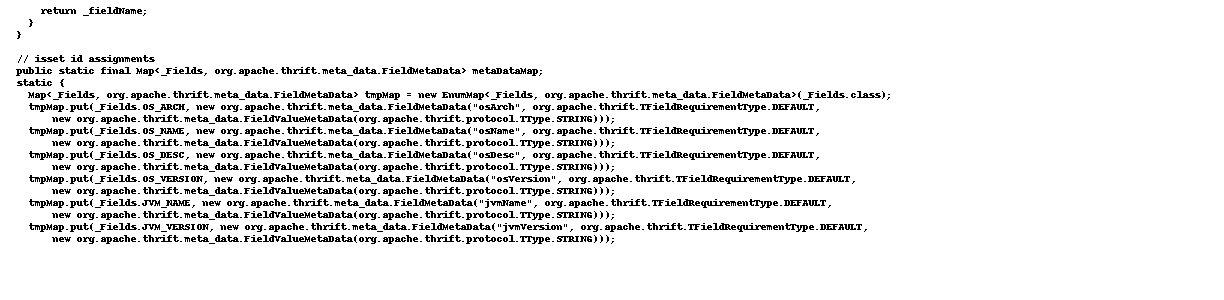 return _fieldName;
}
}
// isset id assignments
public static final Map<_Fields, org.apache.thrift.meta_data.FieldMetaData> metaDataMap;
static {
Map<_Fields, org.apache.thrift.meta_data.FieldMetaData> tmpMap = new EnumMap<_Fields, org.apache.thrift.meta_data.FieldMetaData>(_Fields.class);
tmpMap.put(_Fields.OS_ARCH, new org.apache.thrift.meta_data.FieldMetaData("osArch", org.apache.thrift.TFieldRequirementType.DEFAULT,
new org.apache.thrift.meta_data.FieldValueMetaData(org.apache.thrift.protocol.TType.STRING)));
tmpMap.put(_Fields.OS_NAME, new org.apache.thrift.meta_data.FieldMetaData("osName", org.apache.thrift.TFieldRequirementType.DEFAULT,
new org.apache.thrift.meta_data.FieldValueMetaData(org.apache.thrift.protocol.TType.STRING)));
tmpMap.put(_Fields.OS_DESC, new org.apache.thrift.meta_data.FieldMetaData("osDesc", org.apache.thrift.TFieldRequirementType.DEFAULT,
new org.apache.thrift.meta_data.FieldValueMetaData(org.apache.thrift.protocol.TType.STRING)));
tmpMap.put(_Fields.OS_VERSION, new org.apache.thrift.meta_data.FieldMetaData("osVersion", org.apache.thrift.TFieldRequirementType.DEFAULT,
new org.apache.thrift.meta_data.FieldValueMetaData(org.apache.thrift.protocol.TType.STRING)));
tmpMap.put(_Fields.JVM_NAME, new org.apache.thrift.meta_data.FieldMetaData("jvmName", org.apache.thrift.TFieldRequirementType.DEFAULT,
new org.apache.thrift.meta_data.FieldValueMetaData(org.apache.thrift.protocol.TType.STRING)));
tmpMap.put(_Fields.JVM_VERSION, new org.apache.thrift.meta_data.FieldMetaData("jvmVersion", org.apache.thrift.TFieldRequirementType.DEFAULT,
new org.apache.thrift.meta_data.FieldValueMetaData(org.apache.thrift.protocol.TType.STRING)));